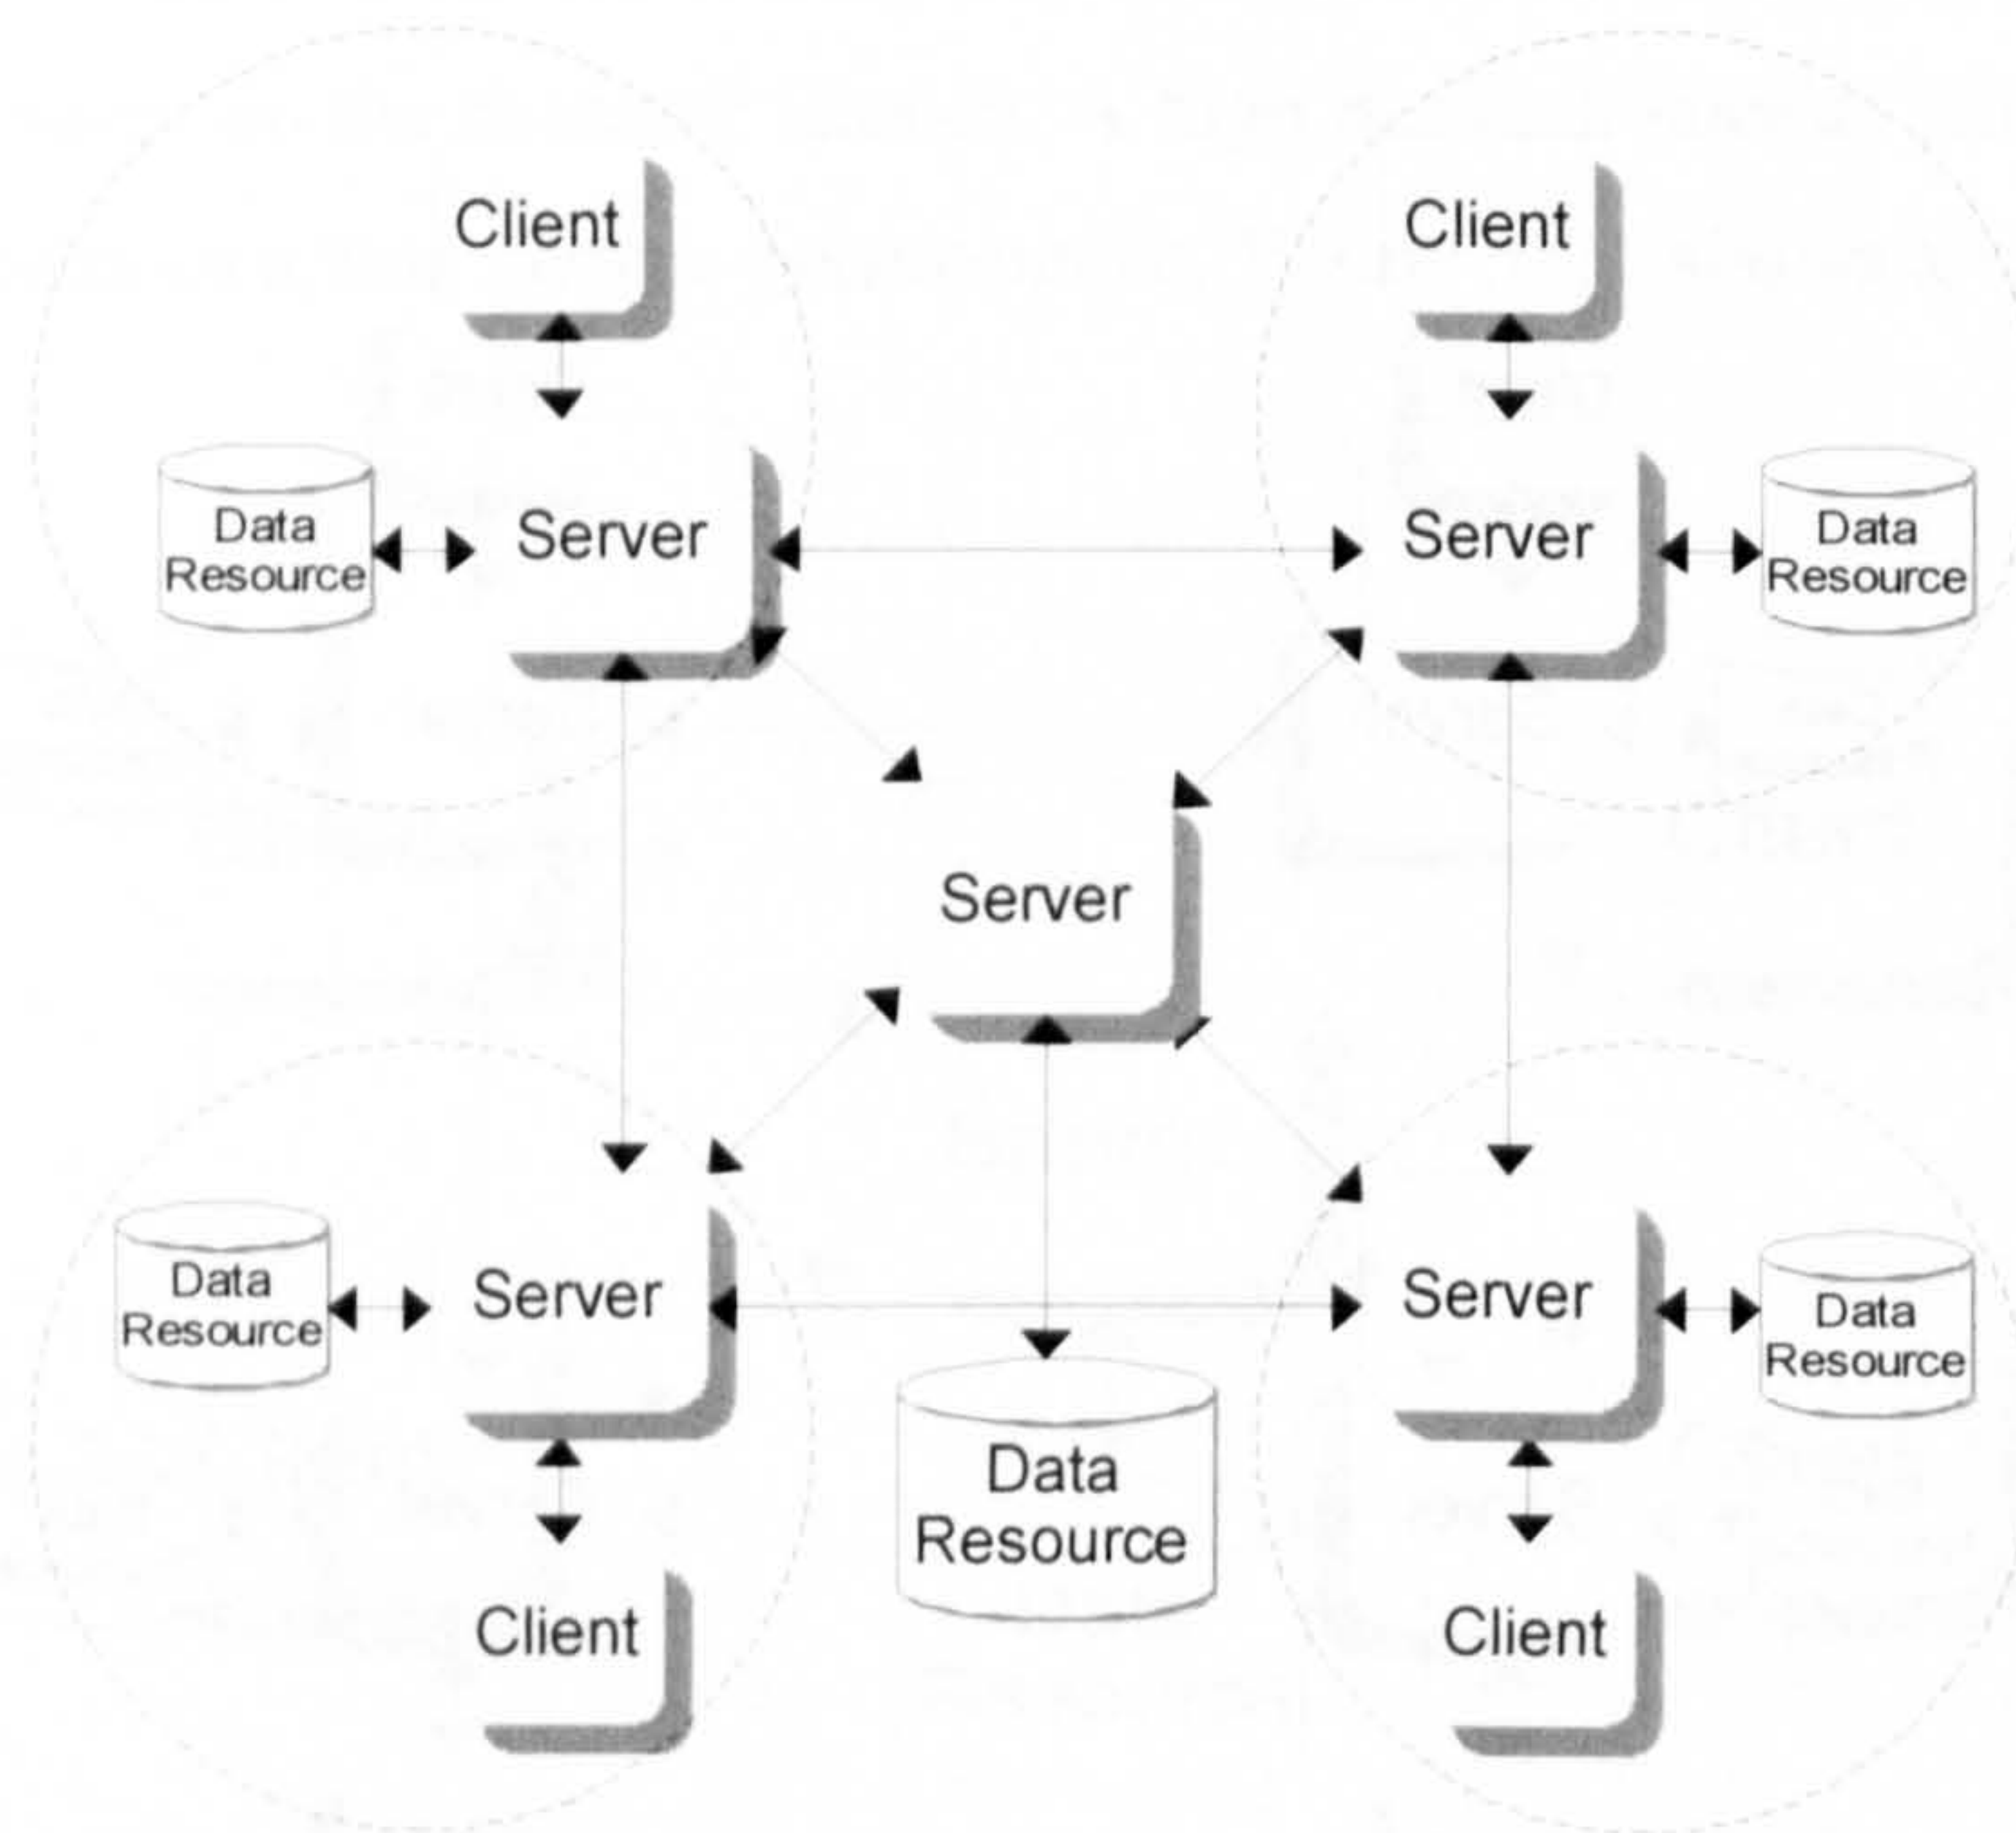 Client
Client
Data
Resource
Server
Server
Data
Resource
Server
Data
Resource
Server
Server
Data
Resource
Data
Resource
Client
Client